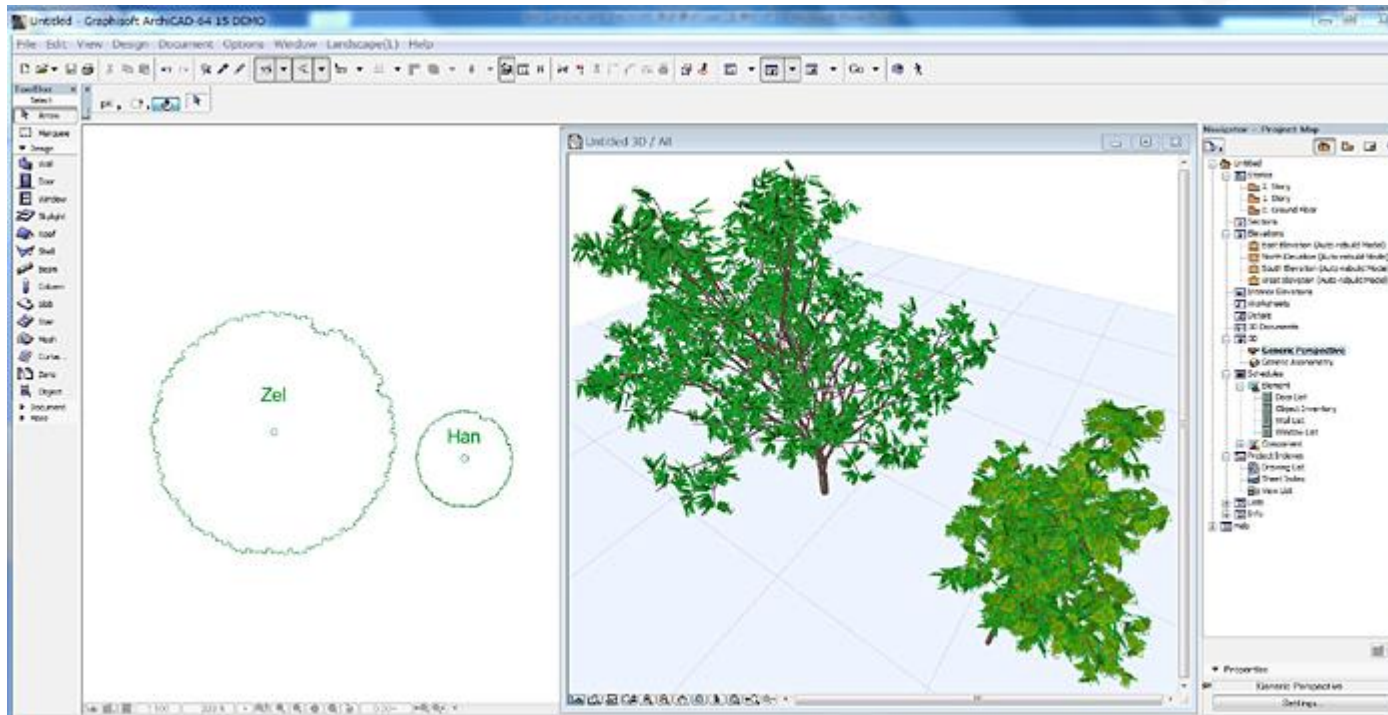 Untitled - Graphisoft ArchiCAD-64 15 DEMO
File Edit View Design Document Options Window Landscape(L) Help
ToolBox
Select
Arrow
Marquee
Design
Wall
Door
Window
Skylight
Roof
Shell
Beam
Column
Slab
Stair
Mesh
Zone
Object
Document
More
Go
Zel
Han
Untitled 3D / All
Navigator - Project Map
Untitled
Stories
2. Story
1. Story
0. Ground Floor
Sections
Elevations
East Elevation (Auto-rebuild Model)
North Elevation (Auto-rebuild Model)
South Elevation (Auto-rebuild Model)
West Elevation (Auto-rebuild Model)
Interior Elevations
Worksheets
Details
3D Documents
3D
Generic Perspective
Generic Axonometry
Schedules
Element
Door List
Object Inventory
Wall List
Window List
Component
Project Indexes
Drawing List
Sheet Index
View List
Lists
Info
Help
Properties
Generic Perspective
Settings...